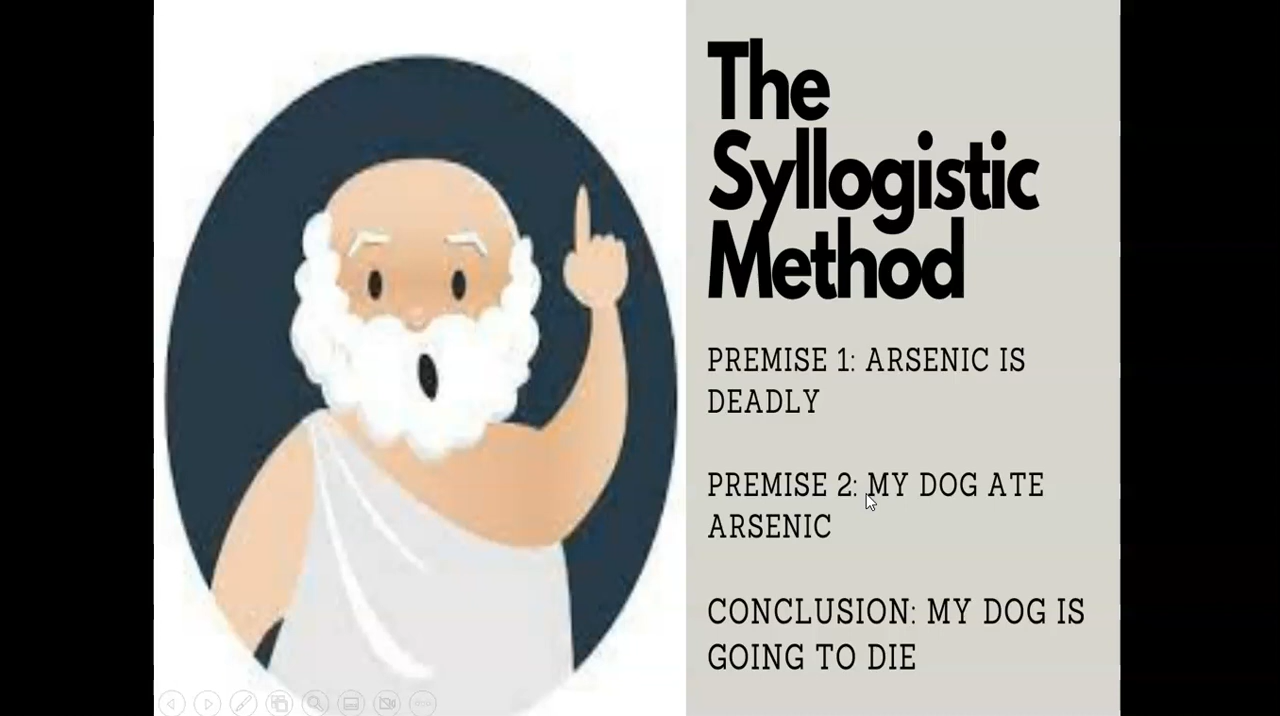 The
Syllogistic
Method
PREMISE 1: ARSENIC IS
DEADLY
PREMISE 2: MY DOG ATE
ARSENIC
CONCLUSION: MY DOG IS
GOING TO DIE